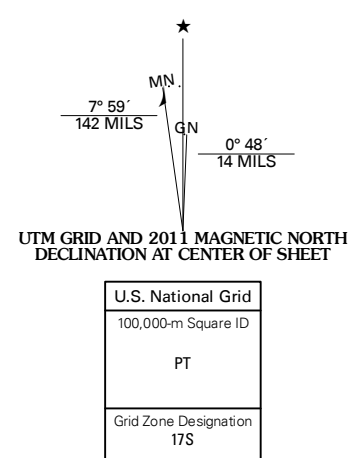 MN
7° 59´
142 MILS
GN
0° 48´
14 MILS
UTM GRID AND 2011 MAGNETIC NORTH
DECLINATION AT CENTER OF SHEET
U.S. National Grid
100,000-m Square ID
PT
Grid Zone Designation
17S